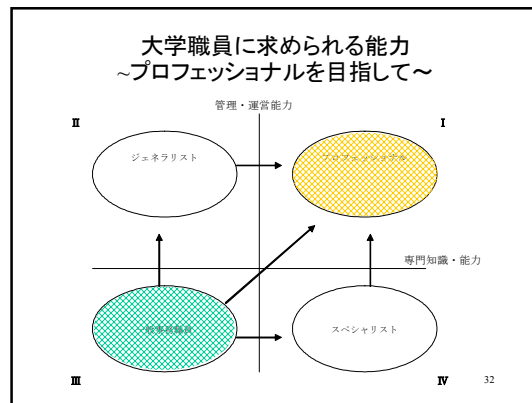 大学職員に求められる能力
~プロフェッショナルを目指して～
管理・運営能力
Ⅱ
Ⅰ
ジェネラリスト
プロフェッショナル
専門知識・能力
一般事務職員
スペシャリスト
Ⅲ
Ⅳ
32